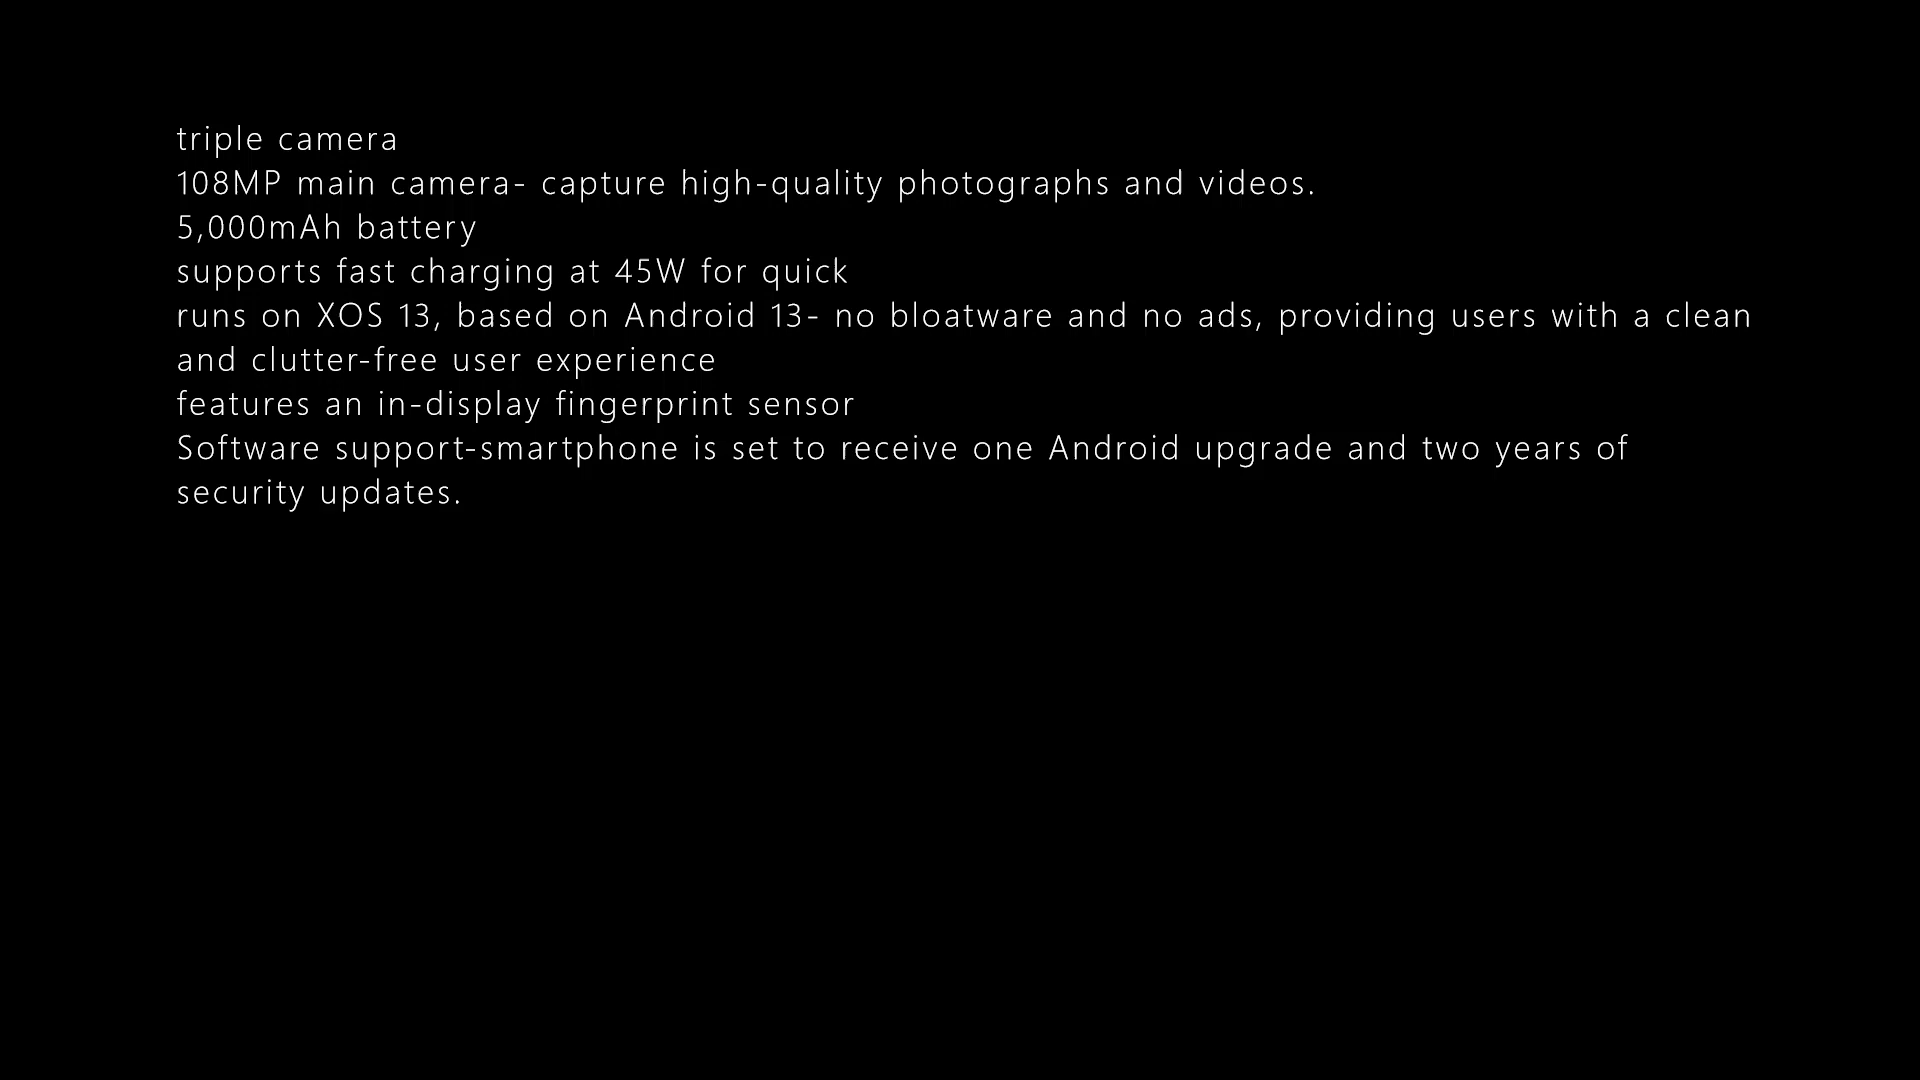 triple camera
108MP main camera- capture high-quality photographs and videos.
5,000mAh battery
supports fast charging at 45W for quick
runs on XOS 13, based on Android 13- no bloatware and no ads, providing users with a clean
and clutter-free user experience
features an in-display fingerprint sensor
Software support-smartphone is set to receive one Android upgrade and two years of
security updates.